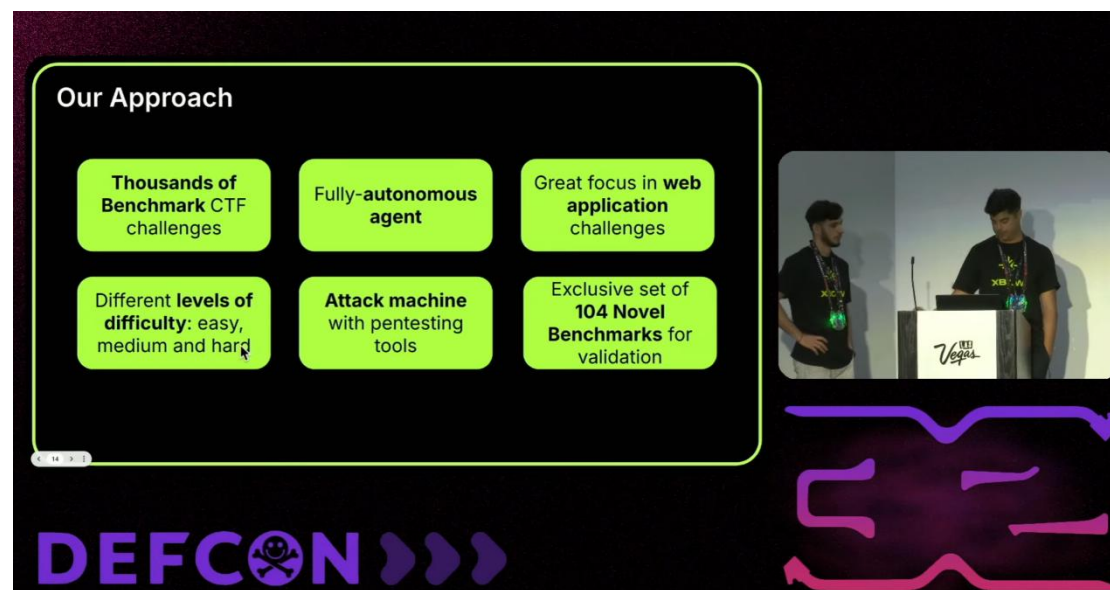 Our Approach
Thousands of
Benchmark CTF
challenges
Fully-autonomous
agent
Great focus in web
application
challenges
Different levels of
difficulty: easy,
medium and hard
Attack machine
with pentesting
tools
Exclusive set of
104 Novel
Benchmarks for
validation
14
LAS
Vegas
DEFCON